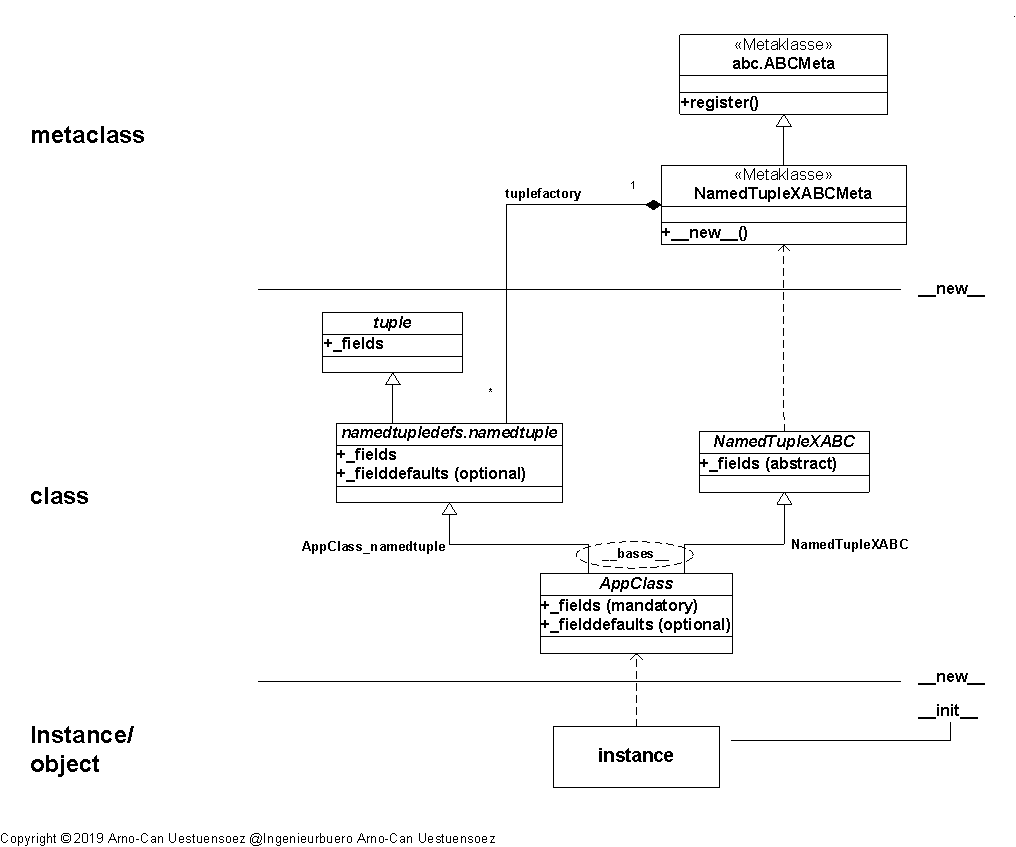 «Metaklasse»
abc.ABCMeta
+register()
metaclass
«Metaklasse»
NamedTupleXABCMeta
+__new__()
tuplefactory
1
__new__
tuple
+_fields
*
namedtupledefs.namedtuple
+_fields
+_fielddefaults (optional)
NamedTupleXABC
+_fields (abstract)
class
AppClass_namedtuple
__bases__
NamedTupleXABC
AppClass
+_fields (mandatory)
+_fielddefaults (optional)
__new__
__init__
Instance/
object
instance
Copyright ©2019 Arno-Can Uestuensoez @Ingenieurbuero Arno-Can Uestuensoez